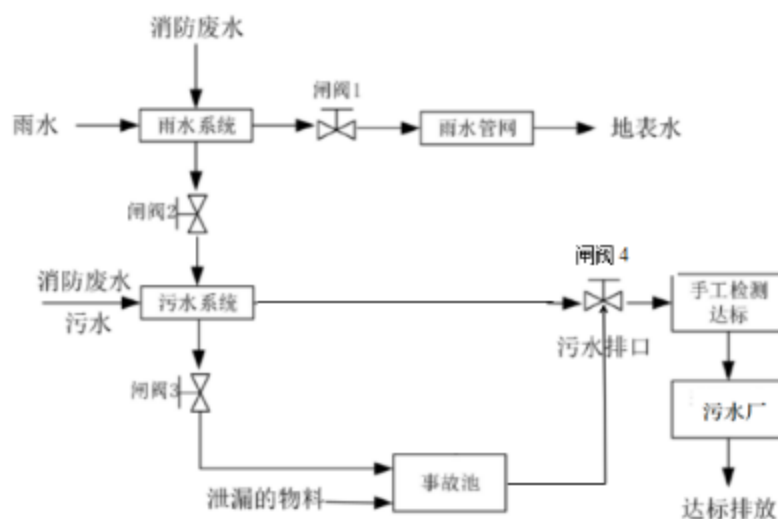 消防废水
闸阀1
雨水
雨水系统
雨水管网
地表水
闸阀2
闸阀 4
消防废水
污水
污水系统
手工检测
达标
污水排口
闸阀3
污水厂
事故池
泄漏的物料
达标排放